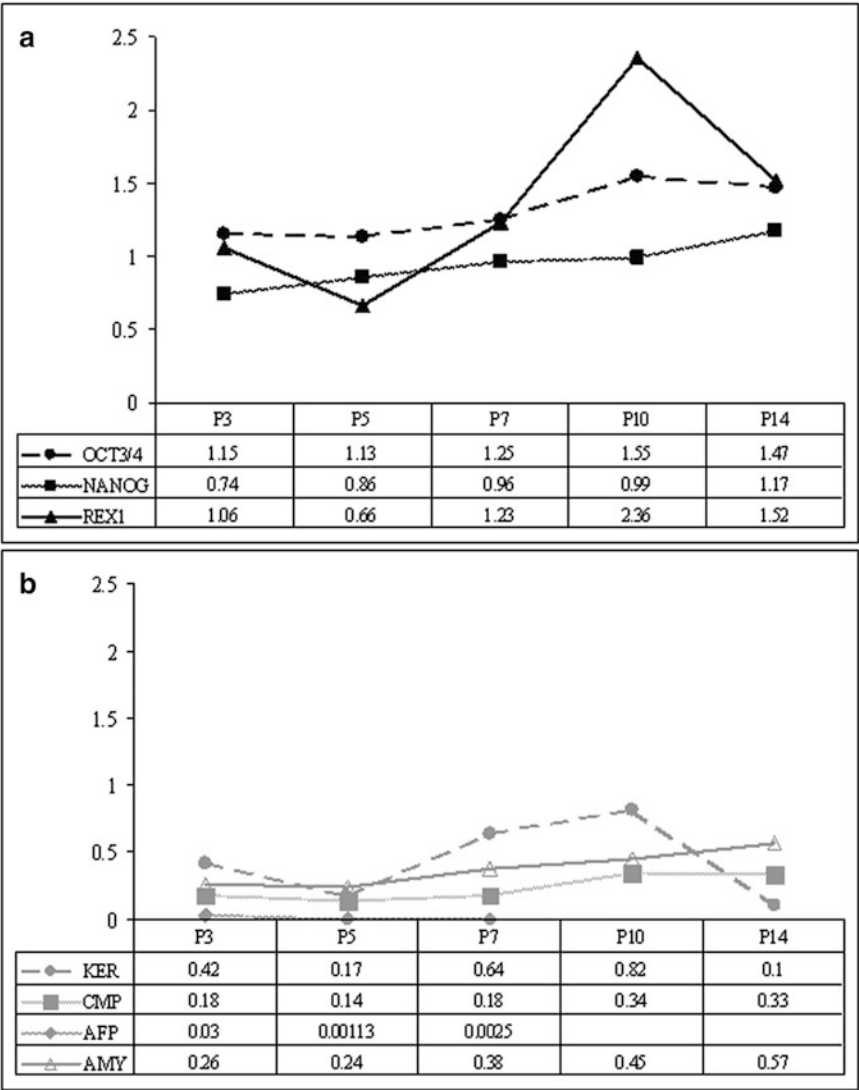 a
2.5
2
1.5
1
0.5
0
P3 P5 P7 P10 P14
OCT3/4 1.15 1.13 1.25 1.55 1.47
NANOG 0.74 0.86 0.96 0.99 1.17
REX1 1.06 0.66 1.23 2.36 1.52
b
2.5
2
1.5
1
0.5
0
P3 P5 P7 P10 P14
KER 0.42 0.17 0.64 0.82 0.1
CMP 0.18 0.14 0.18 0.34 0.33
AFP 0.03 0.00113 0.0025
AMY 0.26 0.24 0.38 0.45 0.57